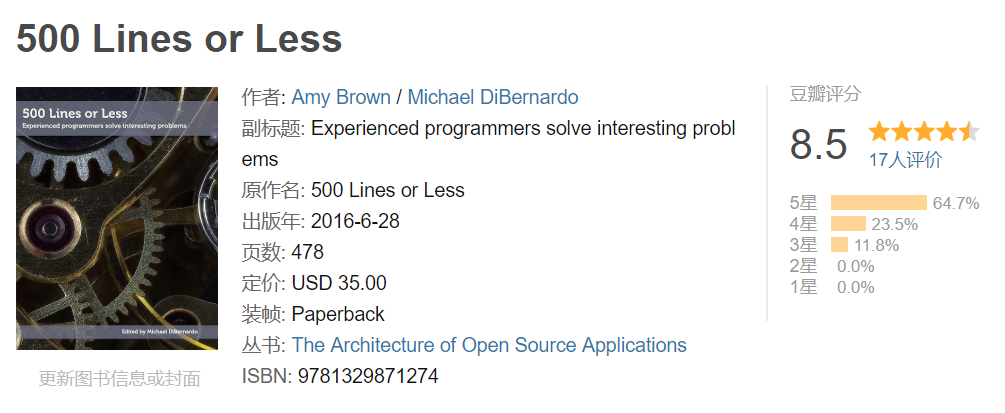 500 Lines or Less
500 Lines or Less
Experienced programmers solve interesting problems
Edited by Michael DiBernardo
更新图书信息或封面
作者: Amy Brown / Michael DiBernardo
副标题: Experienced programmers solve interesting probl
ems
原作名: 500 Lines or Less
出版年: 2016-6-28
页数: 478
定价: USD 35.00
装帧: Paperback
丛书: The Architecture of Open Source Applications
ISBN: 9781329871274
豆瓣评分
8.5
17人评价
5星 64.7%
4星 23.5%
3星 11.8%
2星 0.0%
1星 0.0%